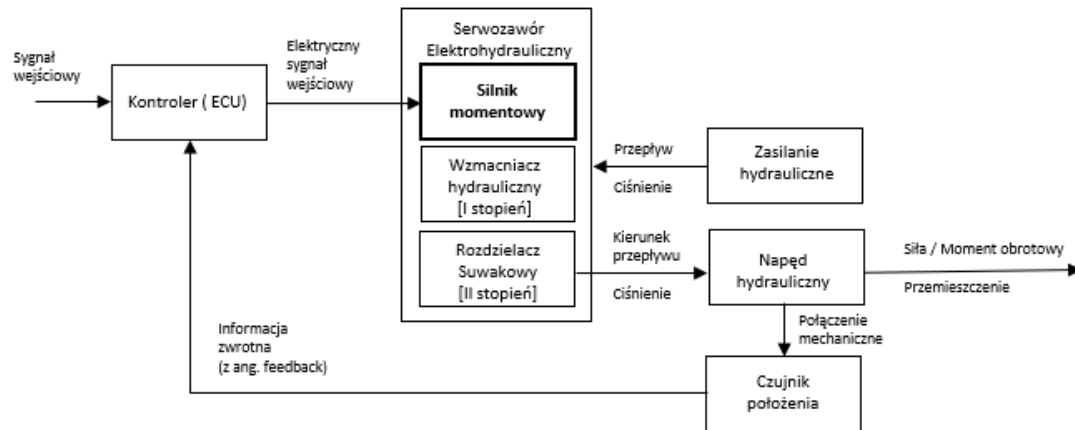 Sygnał
wejściowy
Kontroler ( ECU)
Elektryczny
sygnał
wejściowy
Serwozawór
Elektrohydrauliczny
Silnik
momentowy
Wzmacniacz
hydrauliczny
[I stopień]
Rozdzielacz
Suwakowy
[II stopień]
Przepływ
Ciśnienie
Zasilanie
hydrauliczne
Kierunek
przepływu
Ciśnienie
Napęd
hydrauliczny
Siła / Moment obrotowy
Przemieszczenie
Połączenie
mechaniczne
Czujnik
położenia
Informacja
zwrotna
(z ang. feedback)